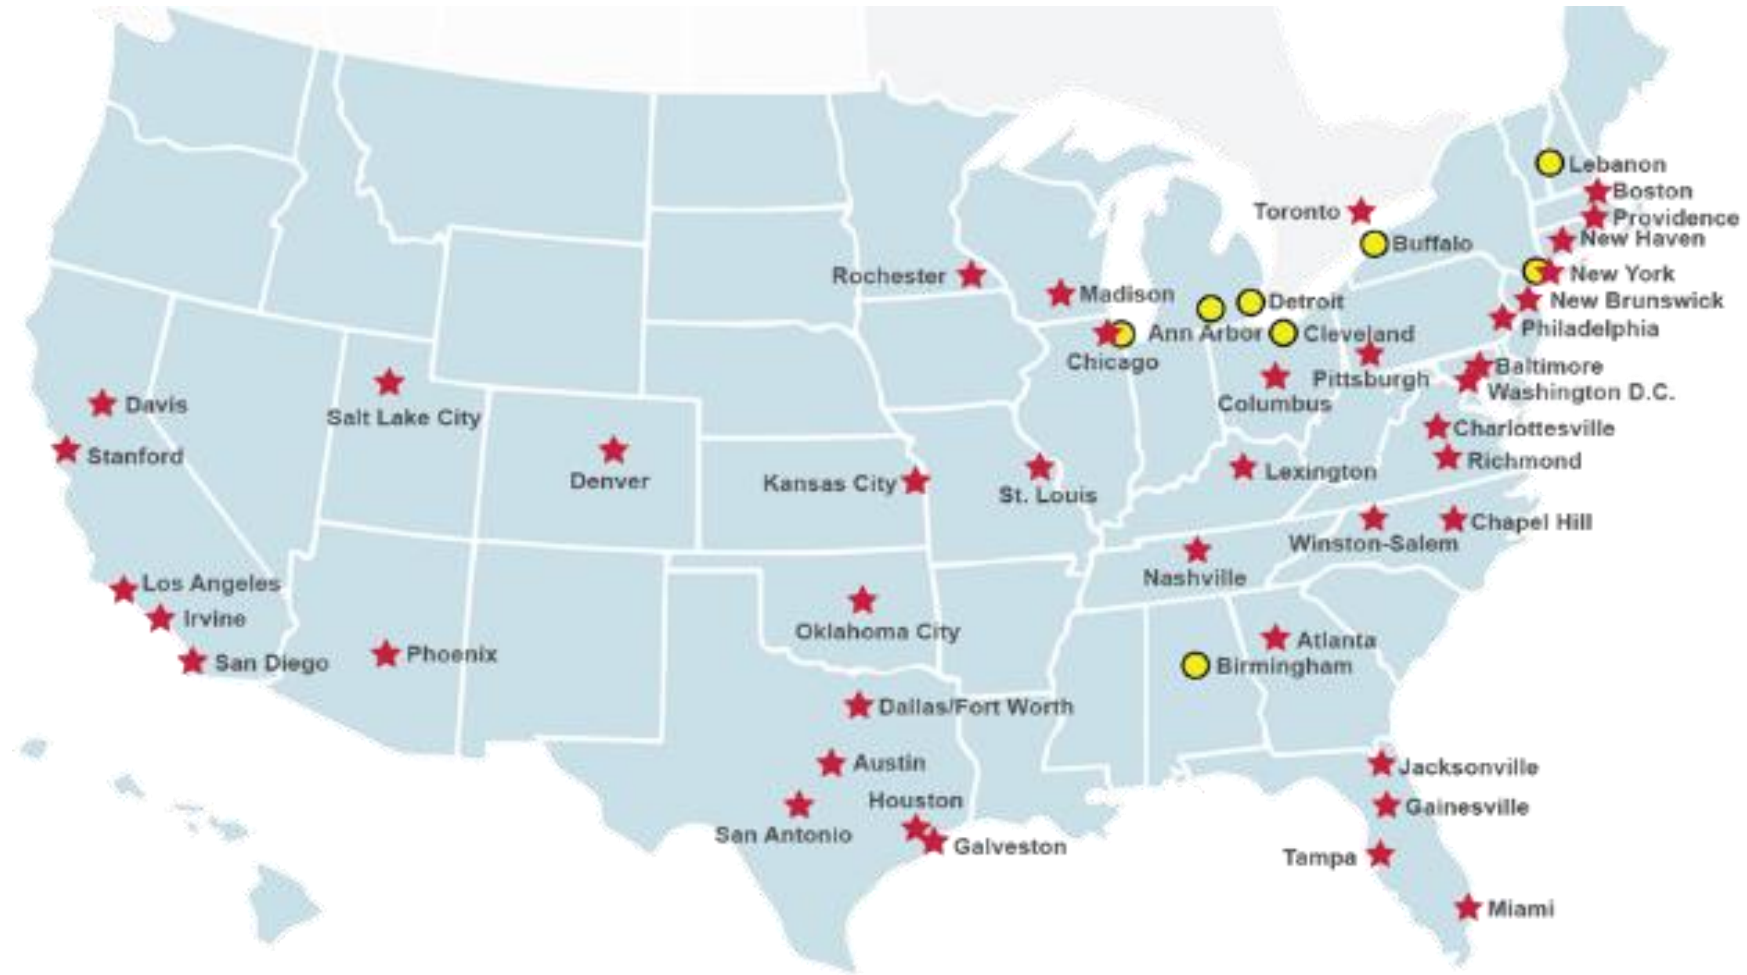 Lebanon
Boston
Toronto
Providence
New Haven
Buffalo
New York
Rochester
Madison
Detroit
New Brunswick
Philadelphia
Ann Arbor
Cleveland
Chicago
Baltimore
Pittsburgh
Washington D.C.
Columbus
Davis
Salt Lake City
Charlottesville
Stanford
Richmond
Lexington
Denver
Kansas City
St. Louis
Chapel Hill
Winston-Salem
Nashville
Los Angeles
Irvine
Oklahoma City
Atlanta
Phoenix
San Diego
Birmingham
Dallas/Fort Worth
Austin
Jacksonville
Houston
Gainesville
San Antonio
Galveston
Tampa
Miami